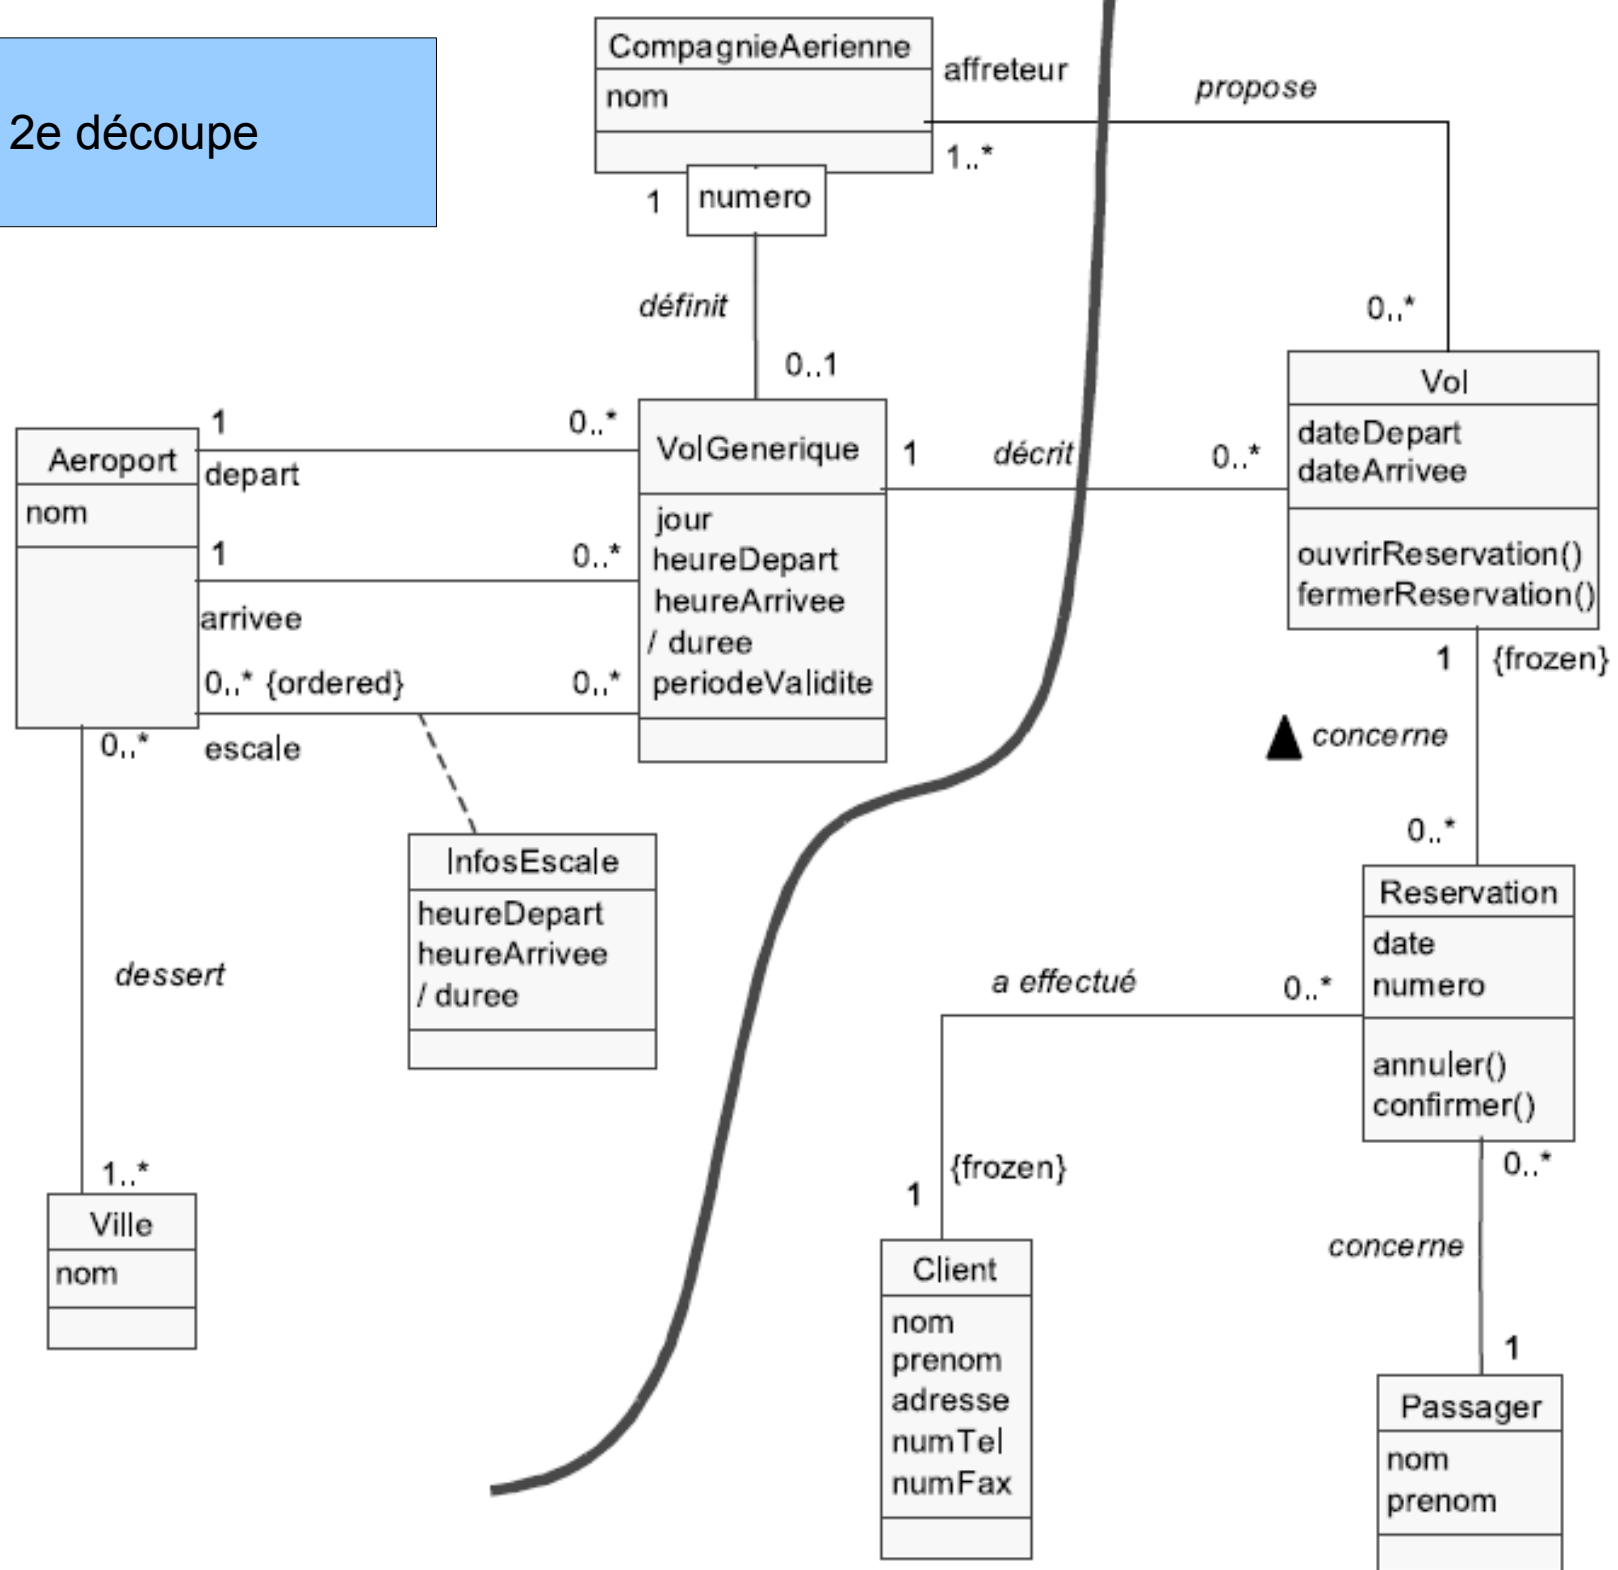 2e découpe
CompagnieAerienne
nom
affreteur
propose
1..*
1
numero
définit
0..1
0..*
Vol
dateDepart
dateArrivee
ouvrirReservation()
fermerReservation()
Aeroport
nom
1
depart
0..*
1
arrivee
0..*
0..* {ordered}
0..*
escale
0..*
VolGenerique
jour
heureDepart
heureArrivee
/ duree
periodeValidite
1
décrit
0..*
1
{frozen}
concerne
0..*
InfosEscale
heureDepart
heureArrivee
/ duree
dessert
1..*
Ville
nom
Reservation
date
numero
annuler()
confirmer()
a effectué
0..*
{frozen}
1
0..*
concerne
1
Client
nom
prenom
adresse
numTel
numFax
Passager
nom
prenom